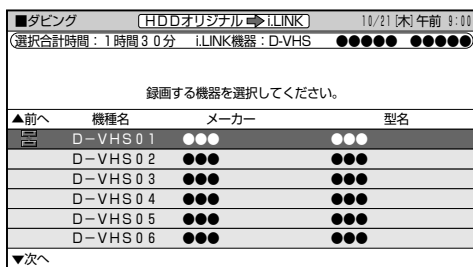 ■ダビング　HDDオリジナル➡i.LINK　10/21[木]午前 9:00
選択合計時間：1時間30分　i.LINK機器：D-VHS　●●●●●　●●●●●
録画する機器を選択してください。
▲前へ　機種名　メーカー　型名
D－VHS01　●●●　●●●
D－VHS02　●●●　●●●
D－VHS03　●●●　●●●
D－VHS04　●●●　●●●
D－VHS05　●●●　●●●
D－VHS06　●●●　●●●
▼次へ